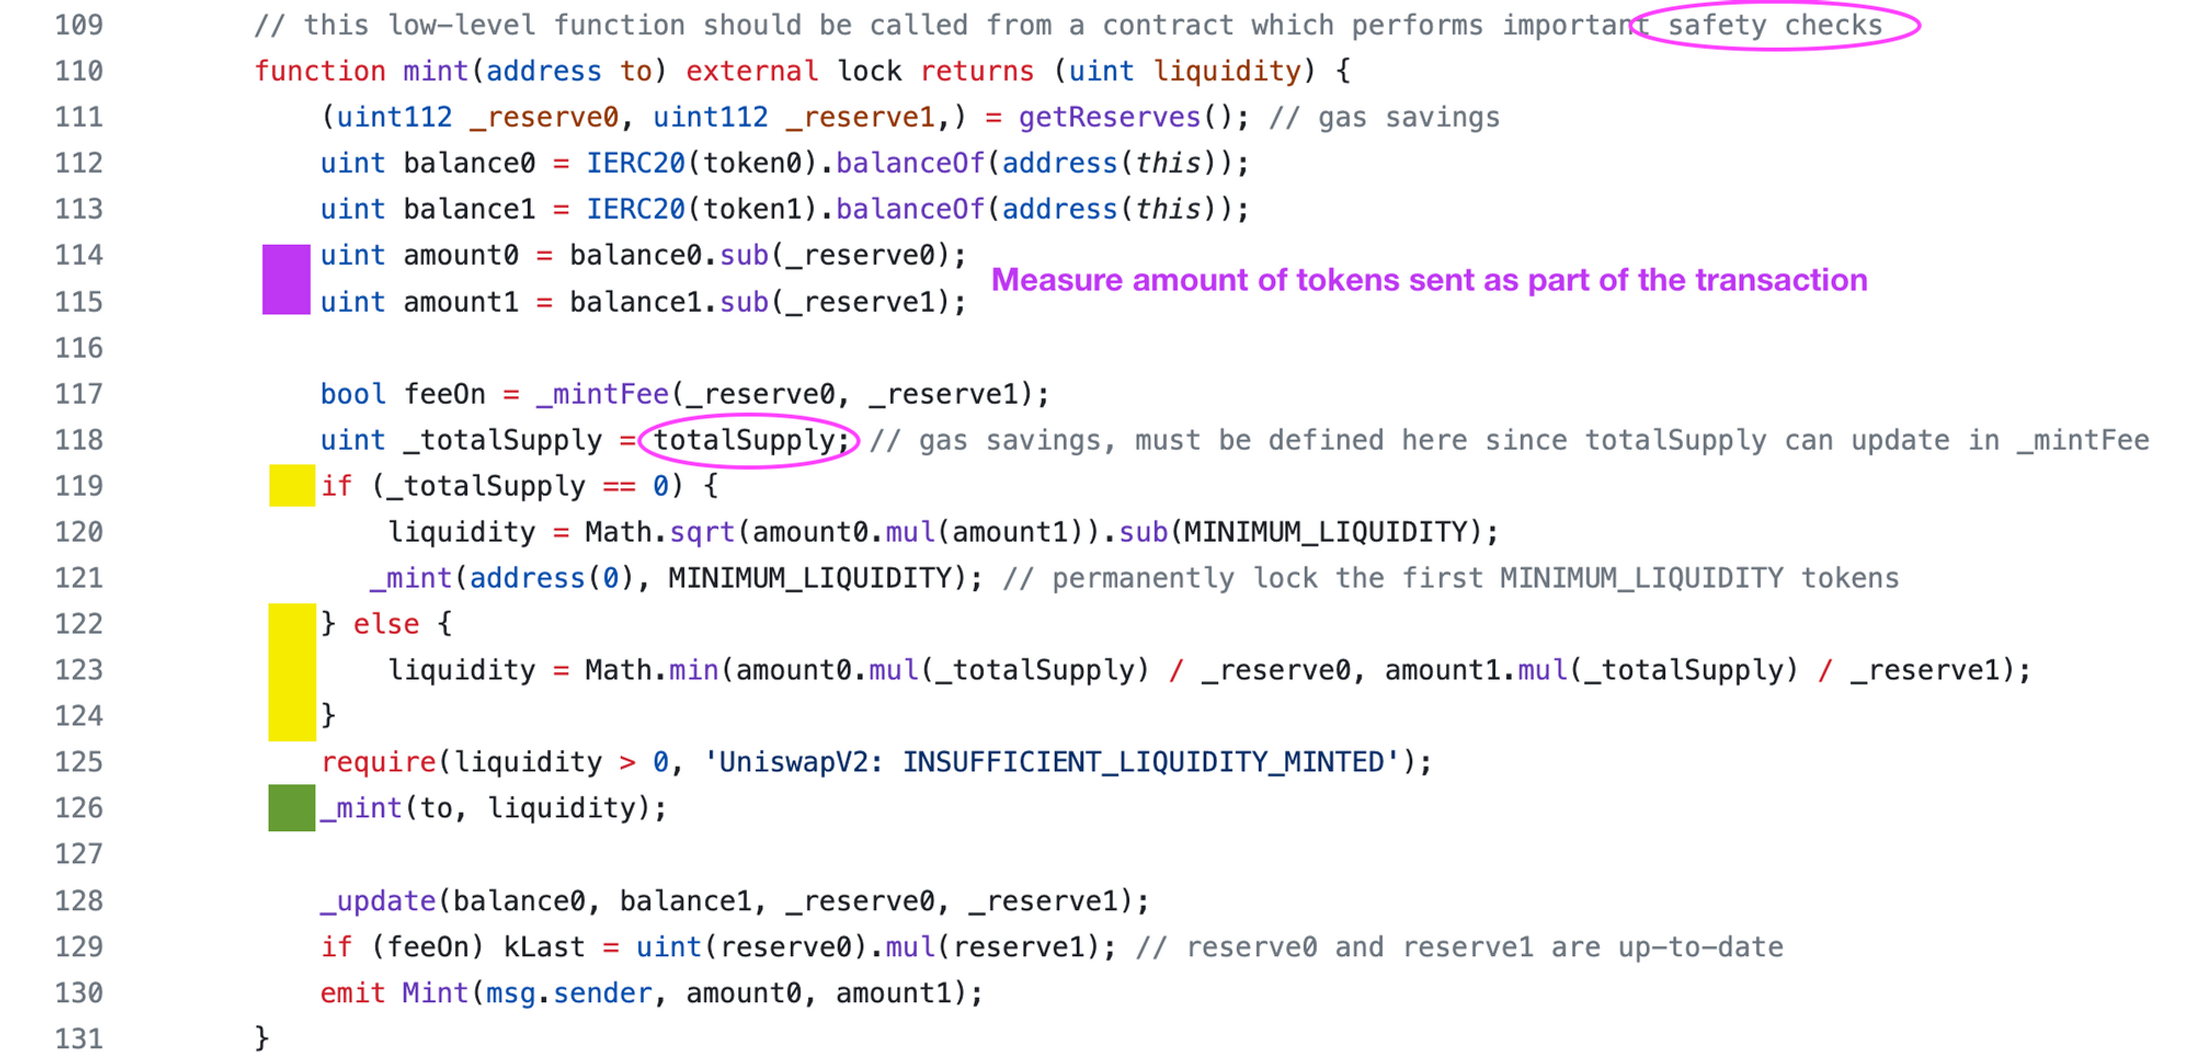 109 // this low-level function should be called from a contract which performs important safety checks
110 function mint(address to) external lock returns (uint liquidity) {
111 (uint112 _reserve0, uint112 _reserve1,) = getReserves(); // gas savings
112 uint balance0 = IERC20(token0).balanceOf(address(this));
113 uint balance1 = IERC20(token1).balanceOf(address(this));
114 uint amount0 = balance0.sub(_reserve0);
Measure amount of tokens sent as part of the transaction
115 uint amount1 = balance1.sub(_reserve1);
116
117 bool feeOn = _mintFee(_reserve0, _reserve1);
118 uint _totalSupply = totalSupply; // gas savings, must be defined here since totalSupply can update in _mintFee
119 if (_totalSupply == 0) {
120 liquidity = Math.sqrt(amount0.mul(amount1)).sub(MINIMUM_LIQUIDITY);
121 _mint(address(0), MINIMUM_LIQUIDITY); // permanently lock the first MINIMUM_LIQUIDITY tokens
122 } else {
123 liquidity = Math.min(amount0.mul(_totalSupply) / _reserve0, amount1.mul(_totalSupply) / _reserve1);
124 }
125 require(liquidity > 0, 'UniswapV2: INSUFFICIENT_LIQUIDITY_MINTED');
126 _mint(to, liquidity);
127
128 _update(balance0, balance1, _reserve0, _reserve1);
129 if (feeOn) kLast = uint(reserve0).mul(reserve1); // reserve0 and reserve1 are up-to-date
130 emit Mint(msg.sender, amount0, amount1);
131 }